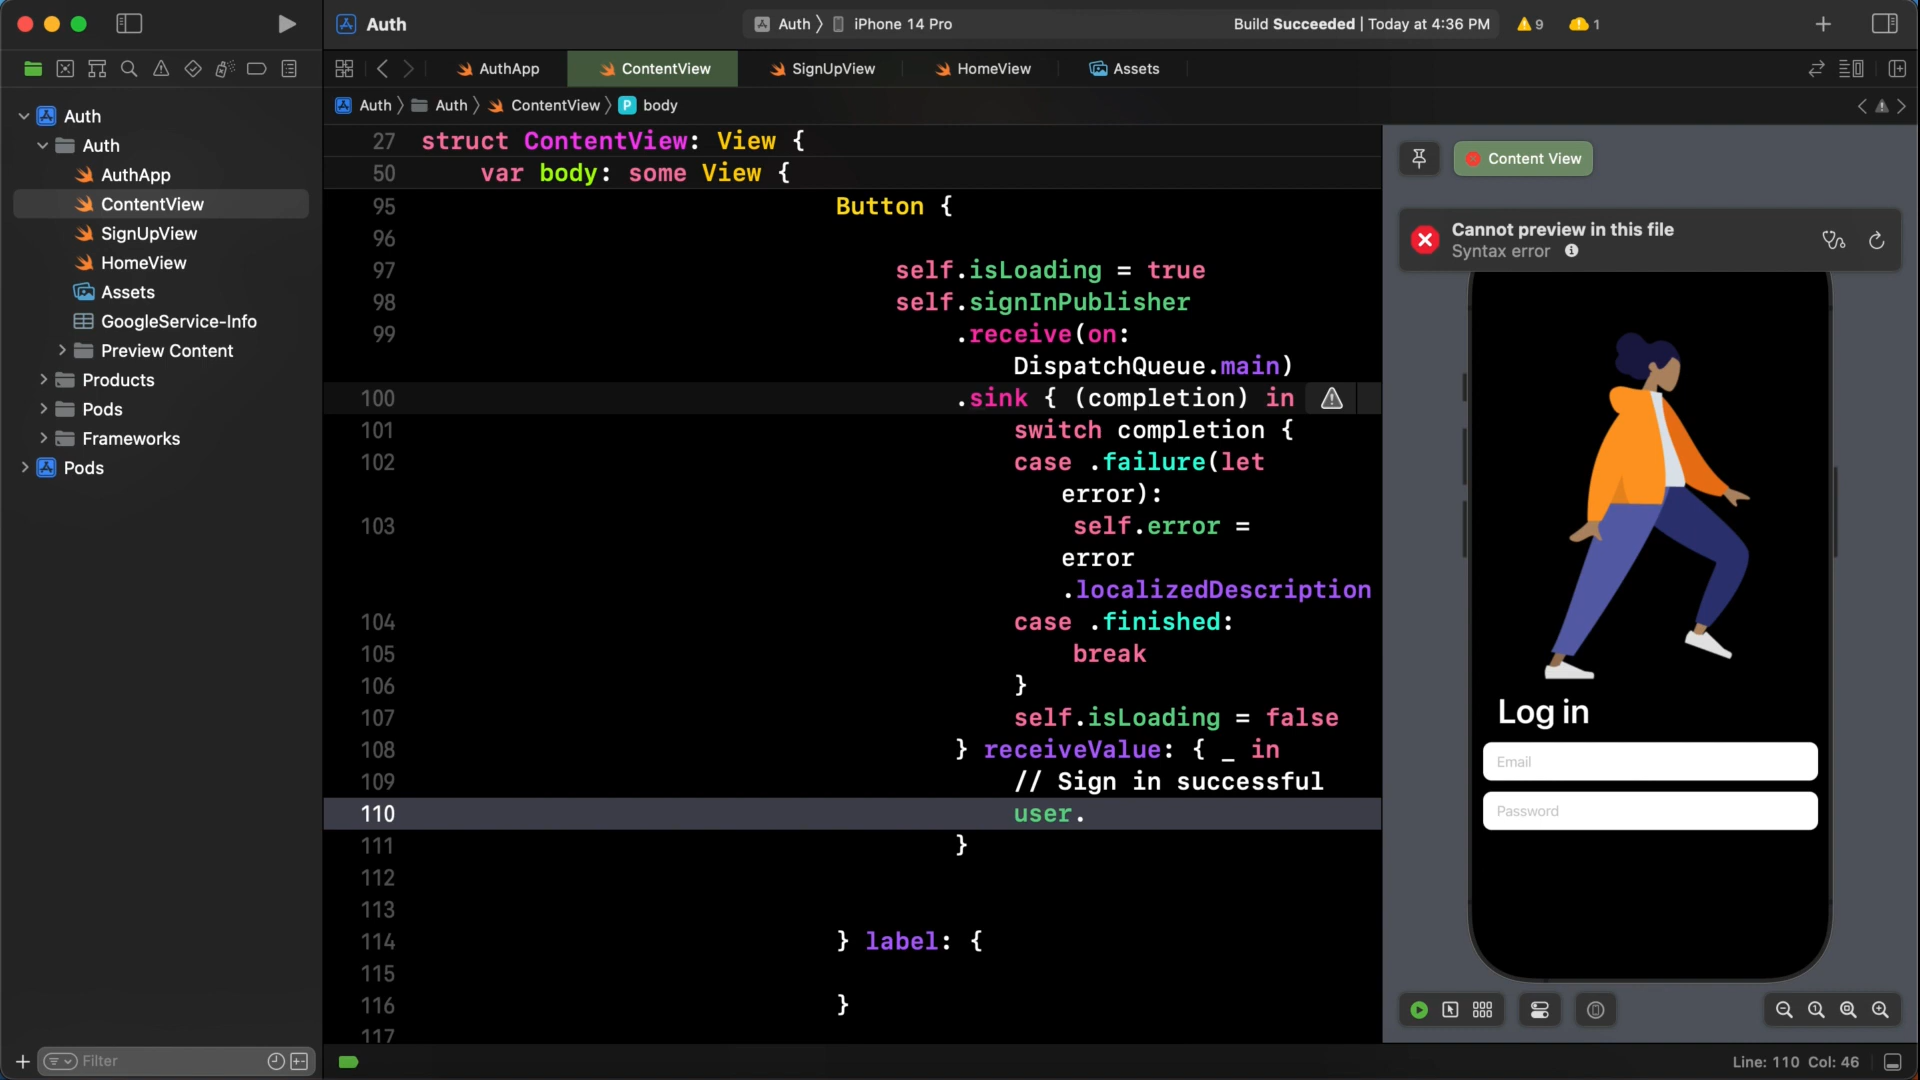 Auth
Auth 〉 iPhone 14 Pro
Build Succeeded | Today at 4:36 PM
9
1
AuthApp
ContentView
SignUpView
HomeView
Assets
Auth 〉 Auth 〉 ContentView 〉 P body
Auth
Auth
AuthApp
ContentView
SignUpView
HomeView
Assets
GoogleService-Info
Preview Content
Products
Pods
Frameworks
Pods
Filter
27 struct ContentView: View {
50 var body: some View {
95 Button {
96
97 self.isLoading = true
98 self.signInPublisher
99 .receive(on:
DispatchQueue.main)
100 .sink { (completion) in
101 switch completion {
102 case .failure(let
error):
103 self.error =
error
.localizedDescription
104 case .finished:
105 break
106 }
107 self.isLoading = false
108 } receiveValue: { _ in
109 // Sign in successful
110 user.
111 }
112
113
114 } label: {
115
116 }
117
Content View
Cannot preview in this file
Syntax error
Log in
Email
Password
Line: 110 Col: 46